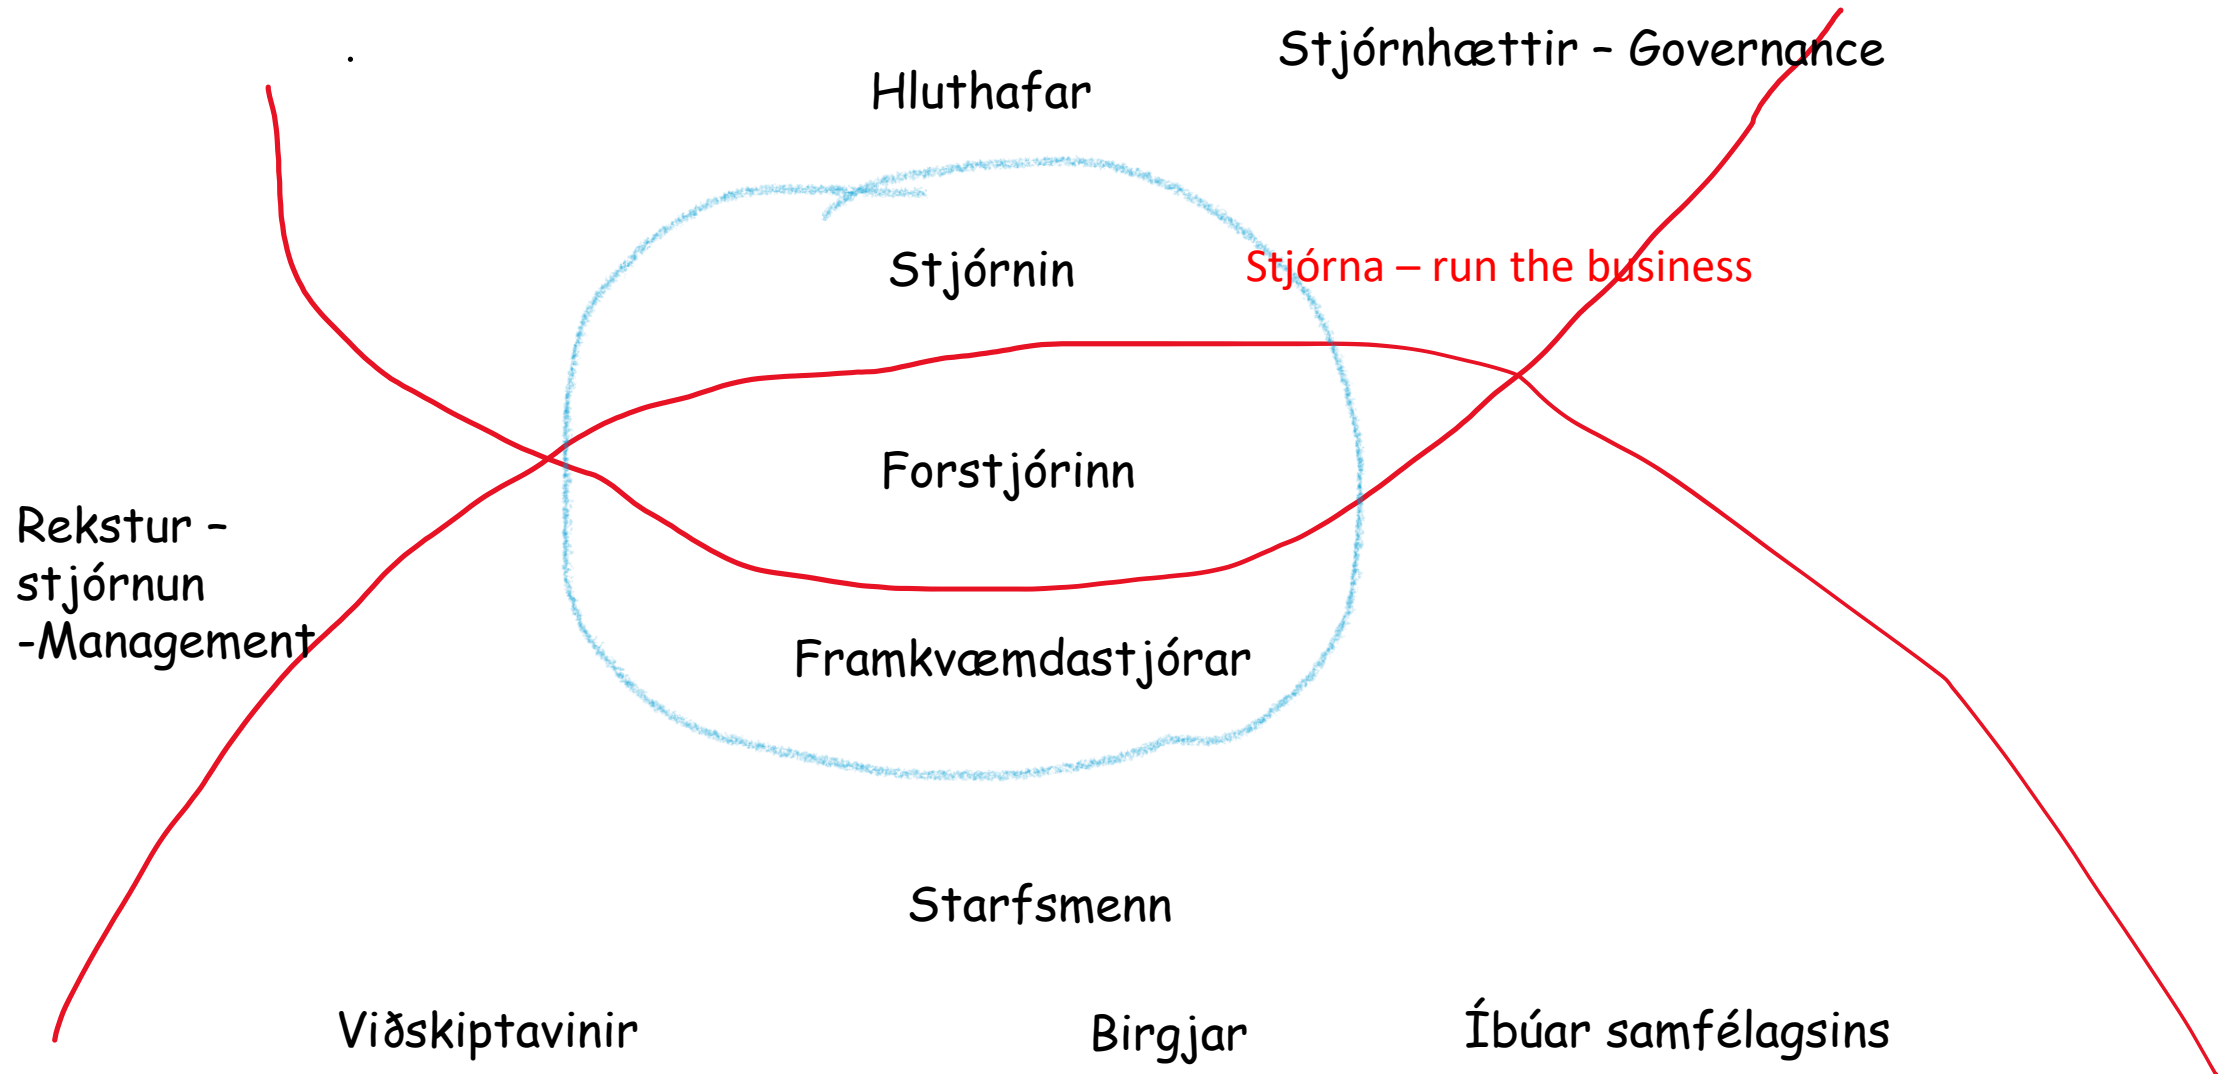 Stjórnhættir – Governance
Hluthafar
Stjórnin
Stjórna – run the business
Forstjórinn
Rekstur –
stjórnun
-Management
Framkvæmdastjórar
Starfsmenn
Viðskiptavinir
Birgjar
Íbúar samfélagsins